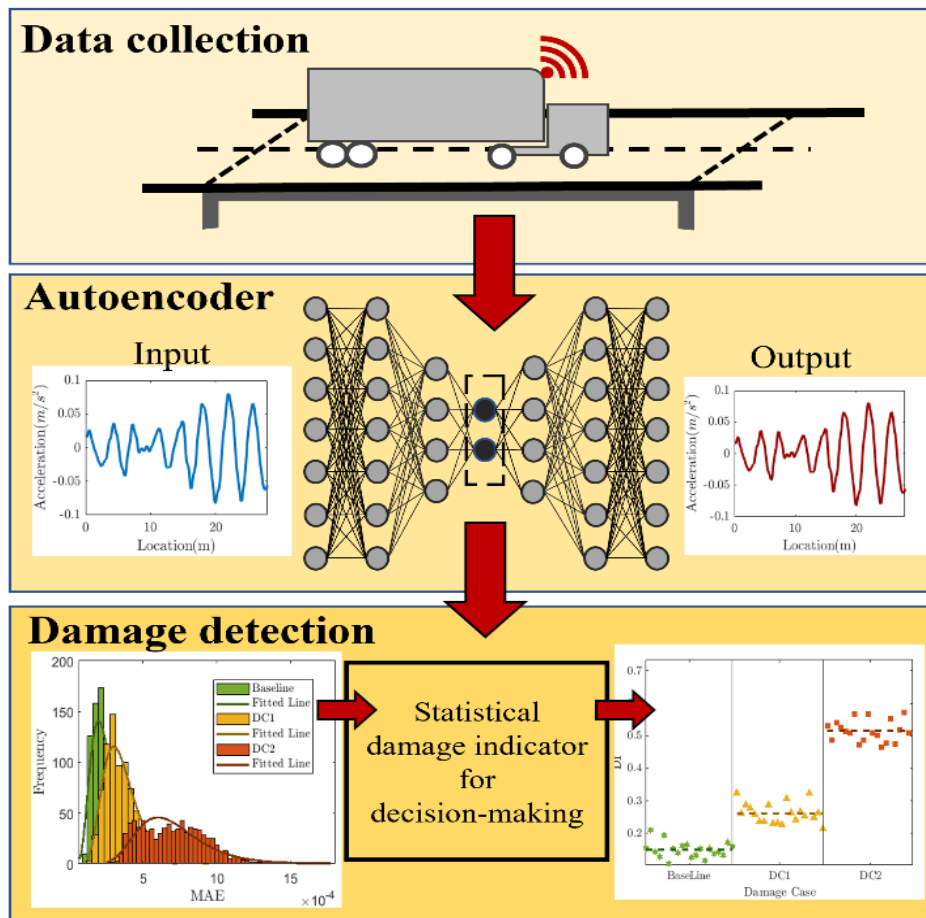 Data collection
Autoencoder
Input
Output
0.1
0.05
0
-0.05
-0.1
Acceleration(m/s²)
0
10
20
Location(m)
0.1
0.05
0
-0.05
-0.1
Acceleration(m/s²)
0
10
20
Location(m)
Damage detection
200
150
100
50
0
Frequency
Baseline
Fitted Line
DC1
Fitted Line
DC2
Fitted Line
5
10
15
MAE
×10⁻⁴
Statistical
damage indicator
for
decision-making
0.7
0.6
0.5
0.4
0.3
0.2
DI
BaseLine
DC1
DC2
Damage Case